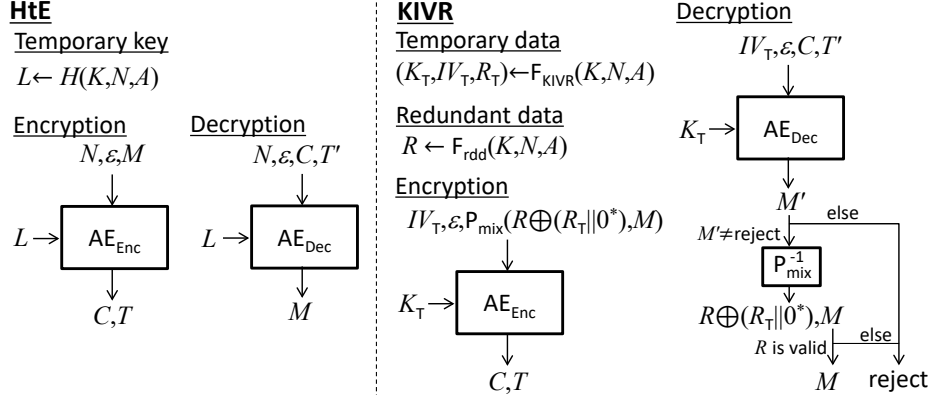 HtE
Temporary key
L← H(K,N,A)
Encryption
N,ε,M
L
AE_Enc
C,T
Decryption
N,ε,C,T'
L
AE_Dec
M
KIVR
Temporary data
(K_T,IV_T,R_T)←F_KIVR(K,N,A)
Redundant data
R ← F_rdd(K,N,A)
Encryption
IV_T,ε,P_mix(R⊕(R_T||0*),M)
K_T
AE_Enc
C,T
Decryption
IV_T,ε,C,T'
K_T
AE_Dec
M'
else
M'≠reject
P_mix^-1
R⊕(R_T||0*),M
else
R is valid
M
reject